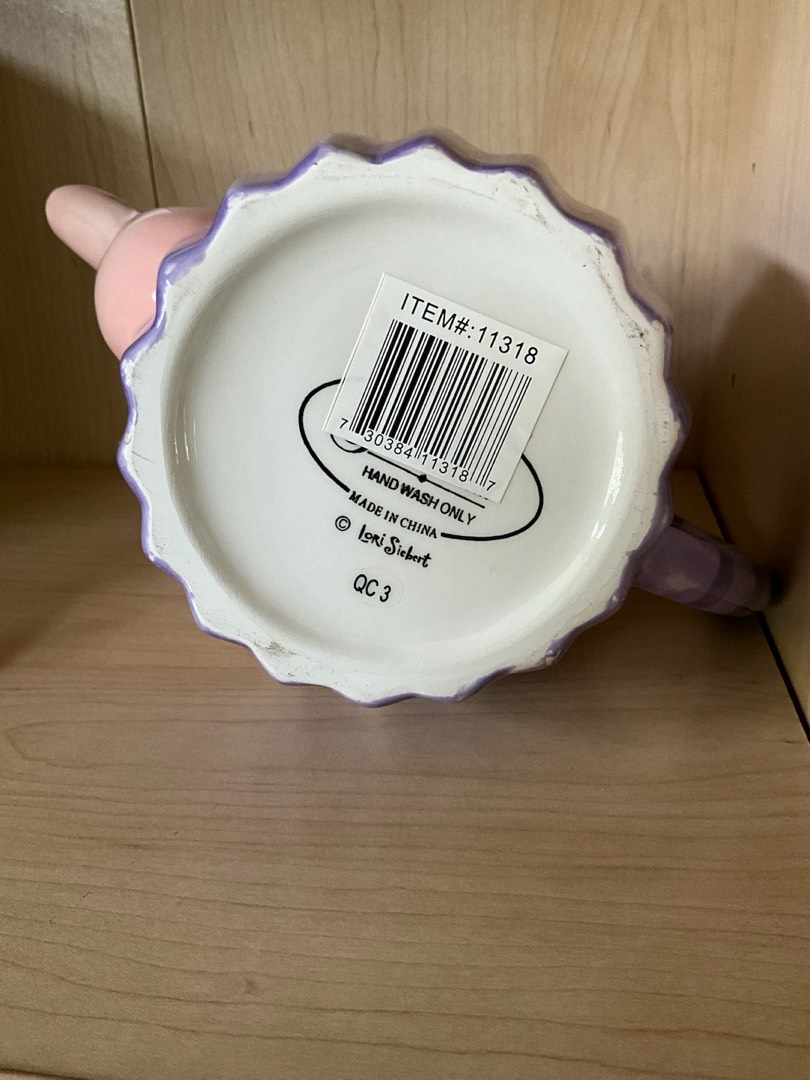 ITEM#:11318
7 30384 11318 7
HAND WASH ONLY
MADE IN CHINA
© Lori Siebert
QC 3